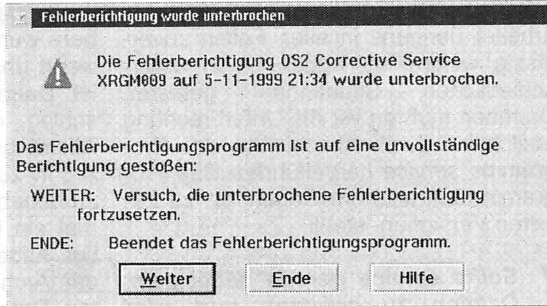 Fehlerberichtigung wurde unterbrochen
Die Fehlerberichtigung OS2 Corrective Service
XRGM009 auf 5-11-1999 21:34 wurde unterbrochen.
Das Fehlerberichtigungsprogramm ist auf eine unvollständige
Berichtigung gestoßen:
WEITER: Versuch, die unterbrochene Fehlerberichtigung
fortzusetzen.
ENDE: Beendet das Fehlerberichtigungsprogramm.
Weiter Ende Hilfe